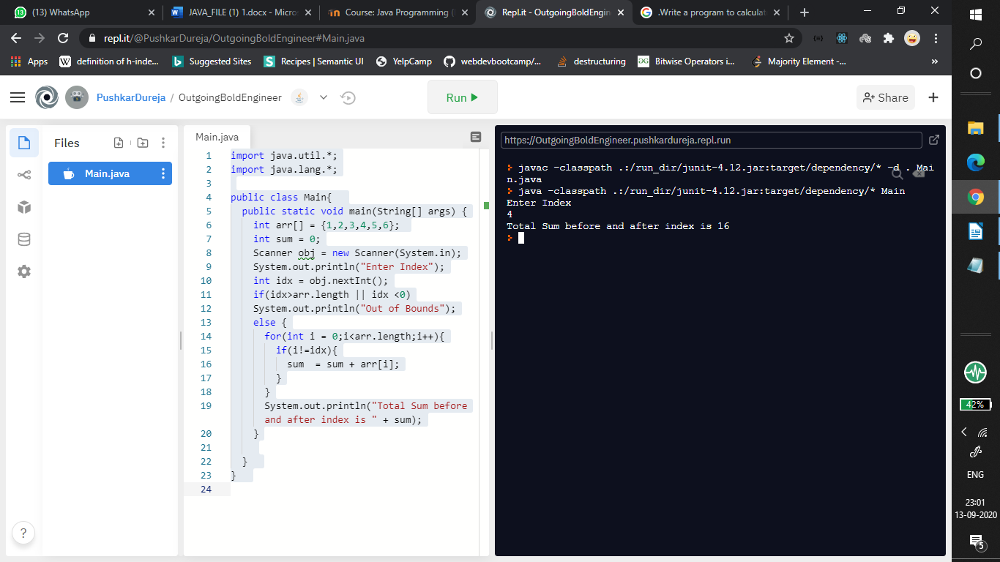 (13) WhatsApp
JAVA_FILE (1) 1.docx - Micros
Course: Java Programming (
Repl.it - OutgoingBoldEngin
.Write a program to calculat
repl.it/@PushkarDureja/OutgoingBoldEngineer#Main.java
Apps
definition of h-inde...
Suggested Sites
Recipes | Semantic UI
YelpCamp
webdevbootcamp/...
destructuring
Bitwise Operators i...
Majority Element -...
PushkarDureja / OutgoingBoldEngineer
Run
Share
Files
Main.java
Main.java
1 import java.util.*;
2 import java.lang.*;
3
4 public class Main{
5 public static void main(String[] args) {
6 int arr[] = {1,2,3,4,5,6};
7 int sum = 0;
8 Scanner obj = new Scanner(System.in);
9 System.out.println("Enter Index");
10 int idx = obj.nextInt();
11 if(idx>arr.length || idx <0)
12 System.out.println("Out of Bounds");
13 else {
14 for(int i = 0;i<arr.length;i++){
15 if(i!=idx){
16 sum  = sum + arr[i];
17 }
18 }
19 System.out.println("Total Sum before
and after index is " + sum);
20 }
21
22 }
23 }
24
https://OutgoingBoldEngineer.pushkardureja.repl.run
javac -classpath .:/run_dir/junit-4.12.jar:target/dependency/* -d . Mai
n.java
java -classpath .:/run_dir/junit-4.12.jar:target/dependency/* Main
Enter Index
4
Total Sum before and after index is 16
?
42%
ENG
23:01
13-09-2020
5